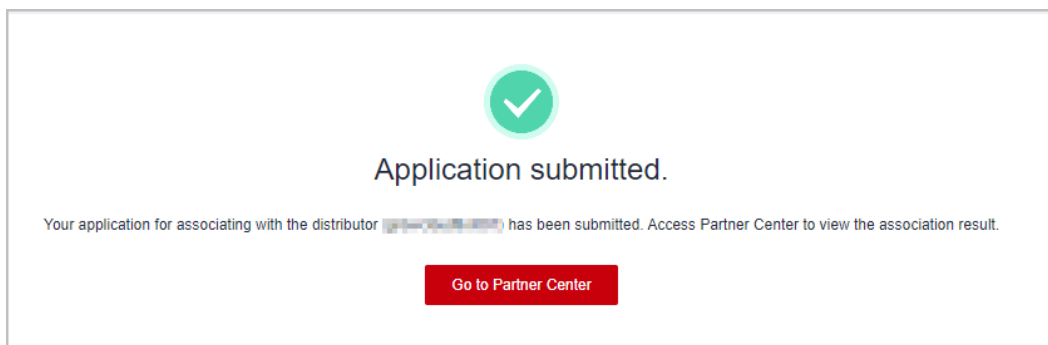 Application submitted.
Your application for associating with the distributor has been submitted. Access Partner Center to view the association result.
Go to Partner Center